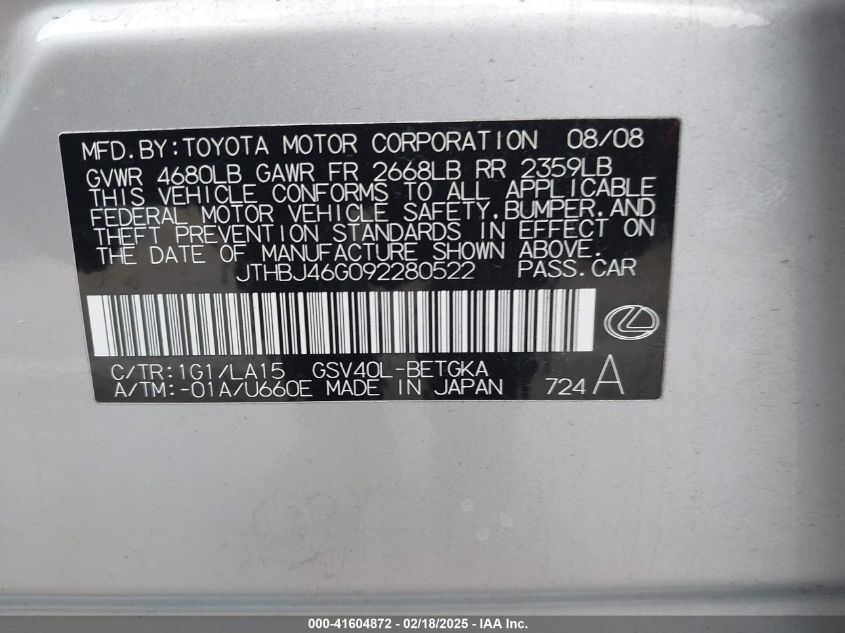 MFD.BY:TOYOTA MOTOR CORPORATION 08/08
GVWR 4680LB GAWR FR 2668LB RR 2359LB
THIS VEHICLE CONFORMS TO ALL APPLICABLE
FEDERAL MOTOR VEHICLE SAFETY,BUMPER,AND
THEFT PREVENTION STANDARDS IN EFFECT ON
THE DATE OF MANUFACTURE SHOWN ABOVE.
JTHBJ46G092280522 PASS.CAR
C/TR:1G1/LA15 GSV40L-BETGKA
A/TM:-01A/U660E MADE IN JAPAN 724 A
000-41604872 - 02/18/2025 - IAA Inc.